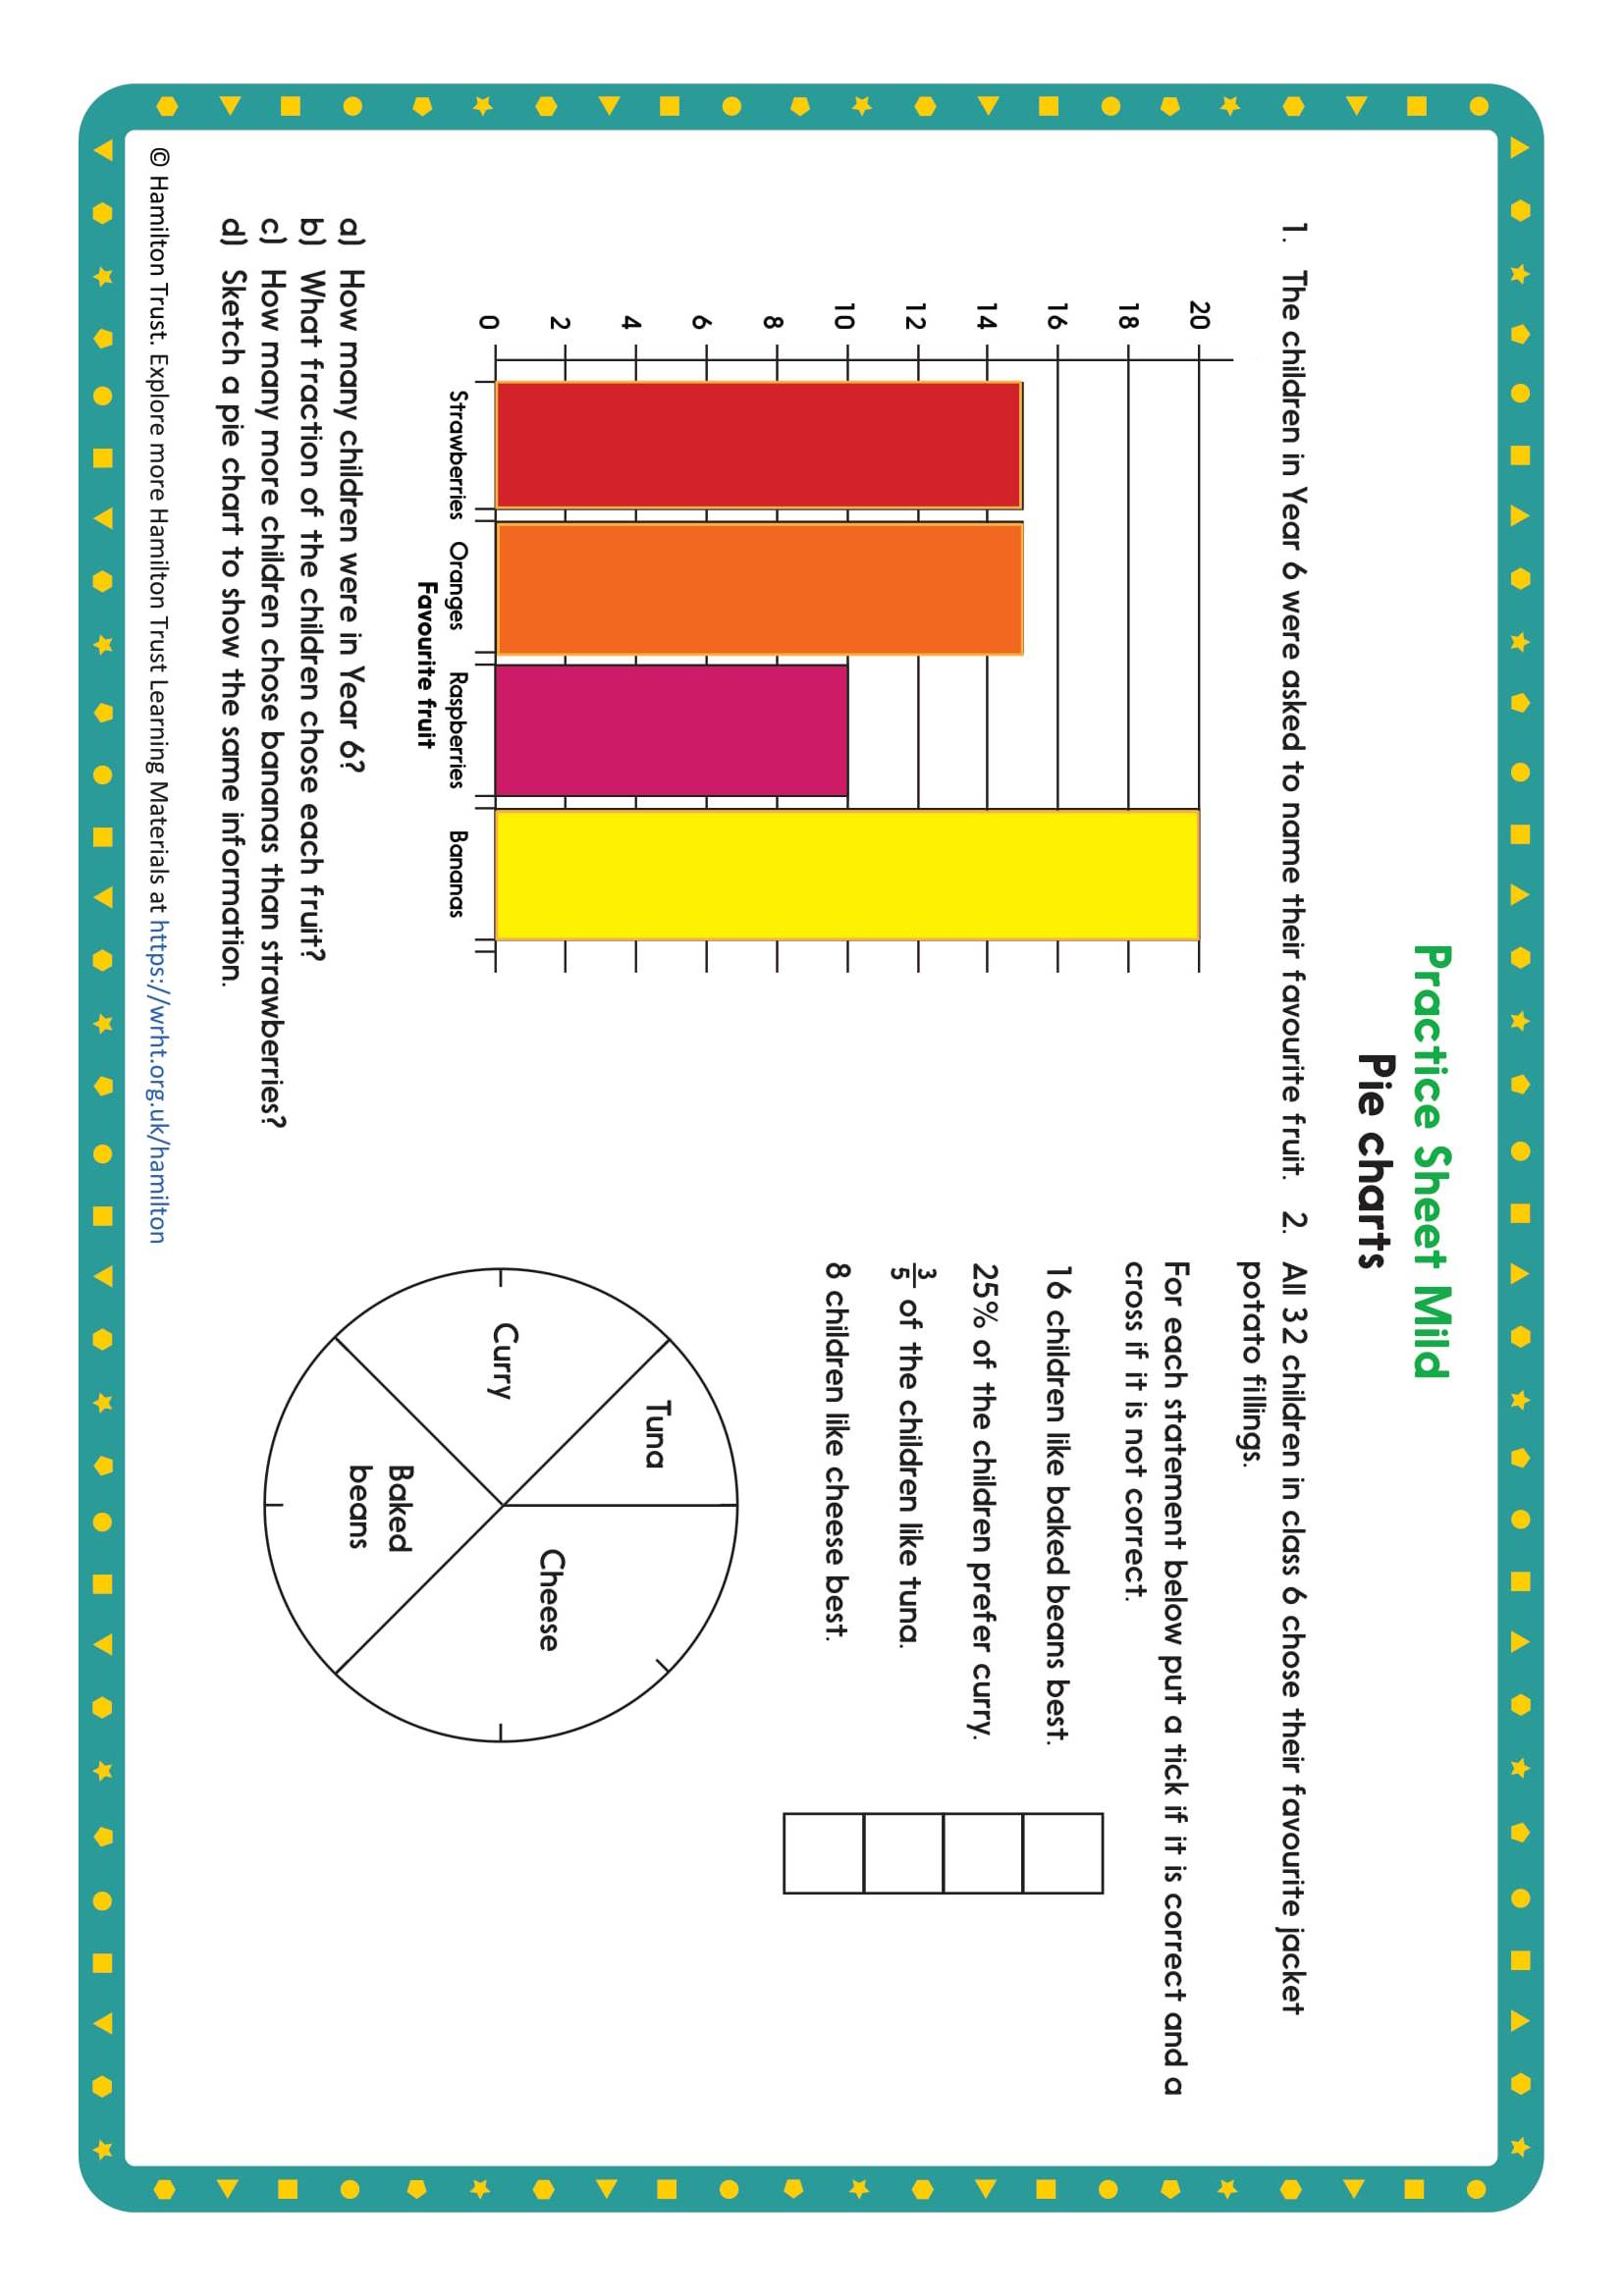 Practice Sheet Mild
Pie charts
1. The children in Year 6 were asked to name their favourite fruit.
20
18
16
14
12
10
8
6
4
2
0
Strawberries Oranges Raspberries Bananas
Favourite fruit
a) How many children were in Year 6?
b) What fraction of the children chose each fruit?
c) How many more children chose bananas than strawberries?
d) Sketch a pie chart to show the same information.
2. All 32 children in class 6 chose their favourite jacket
potato fillings.
For each statement below put a tick if it is correct and a
cross if it is not correct.
16 children like baked beans best.
25% of the children prefer curry.
3/5 of the children like tuna.
8 children like cheese best.
Tuna
Cheese
Curry
Baked
beans
© Hamilton Trust. Explore more Hamilton Trust Learning Materials at https://wrht.org.uk/hamilton